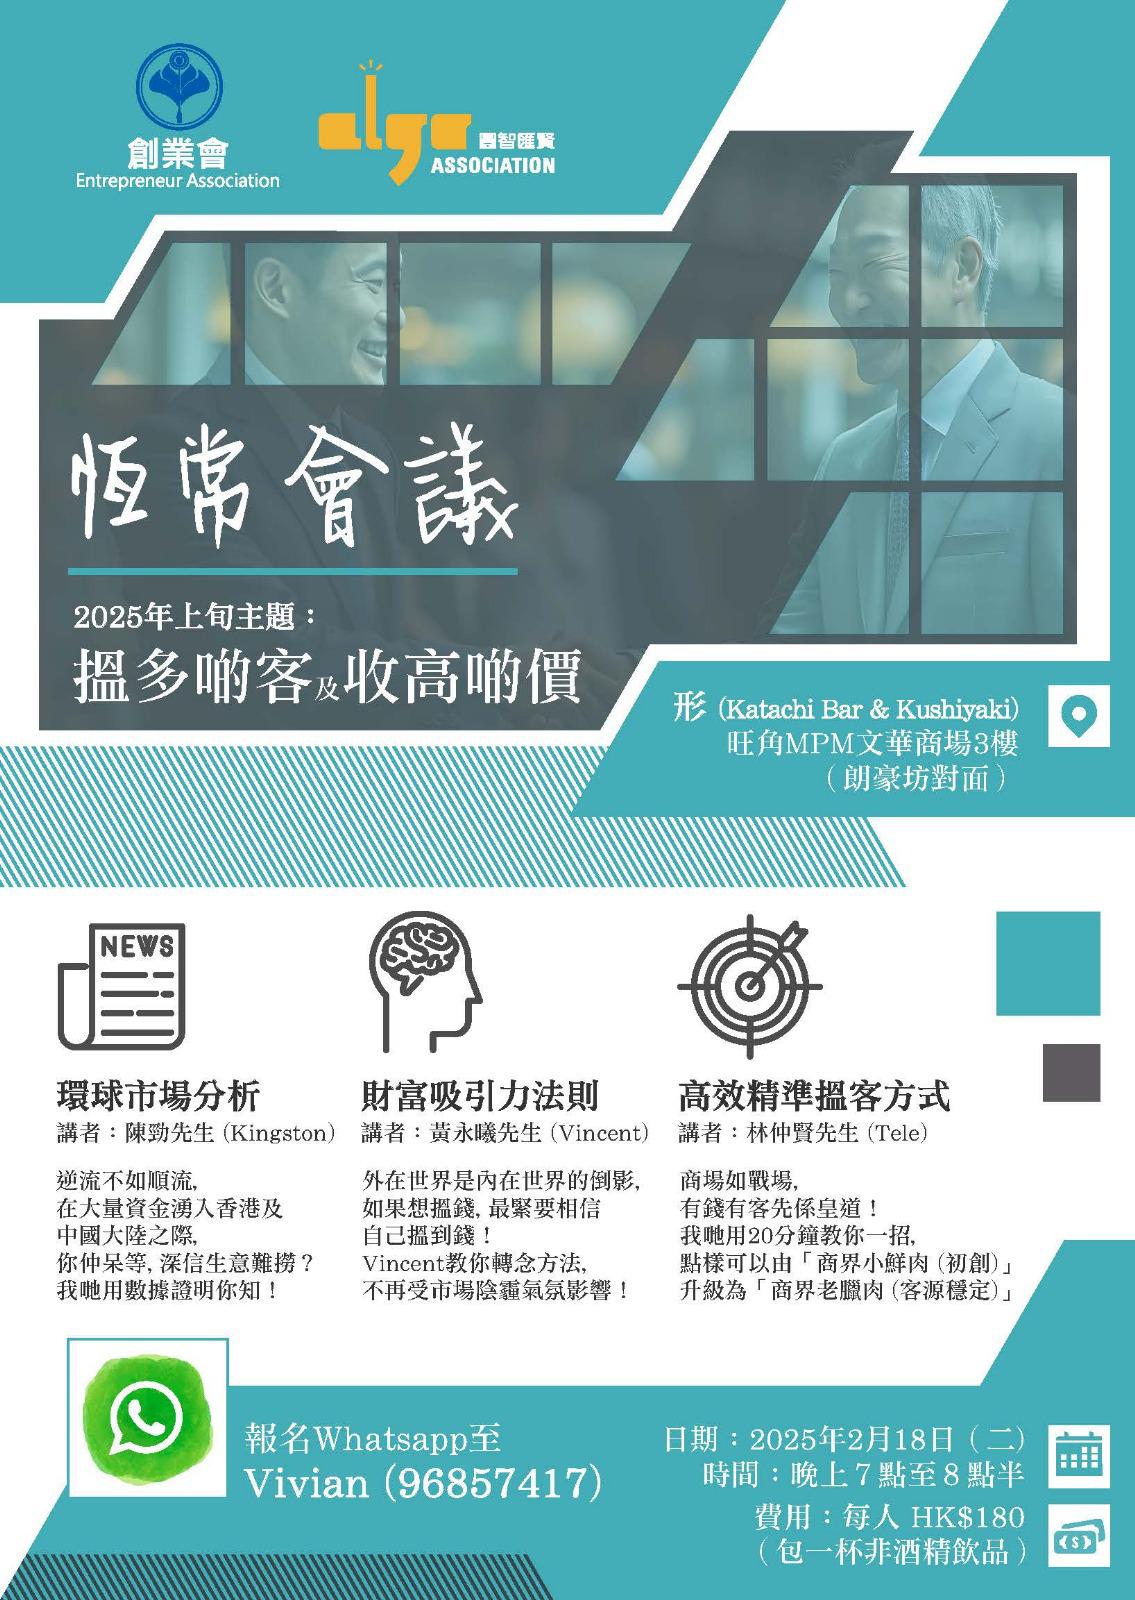 創業會
Entrepreneur Association
alga
團智匯賢
ASSOCIATION
恆常會議
2025年上旬主題：
搵多啲客及收高啲價
形 (Katachi Bar & Kushiyaki)
旺角MPM文華商場3樓
（朗豪坊對面）
NEWS
環球市場分析
講者：陳勁先生 (Kingston)
逆流不如順流,
在大量資金湧入香港及
中國大陸之際,
你仲呆等, 深信生意難撈？
我哋用數據證明你知！
財富吸引力法則
講者：黃永曦先生 (Vincent)
外在世界是內在世界的倒影,
如果想搵錢, 最緊要相信
自己搵到錢！
Vincent教你轉念方法,
不再受市場陰霾氣氛影響！
高效精準搵客方式
講者：林仲賢先生 (Tele)
商場如戰場,
有錢有客先係皇道！
我哋用20分鐘教你一招,
點樣可以由「商界小鮮肉 (初創)」
升級為「商界老臘肉 (客源穩定)」
報名Whatsapp至
Vivian (96857417)
日期：2025年2月18日（二）
時間：晚上７點至８點半
費用：每人 HK$180
（包一杯非酒精飲品）